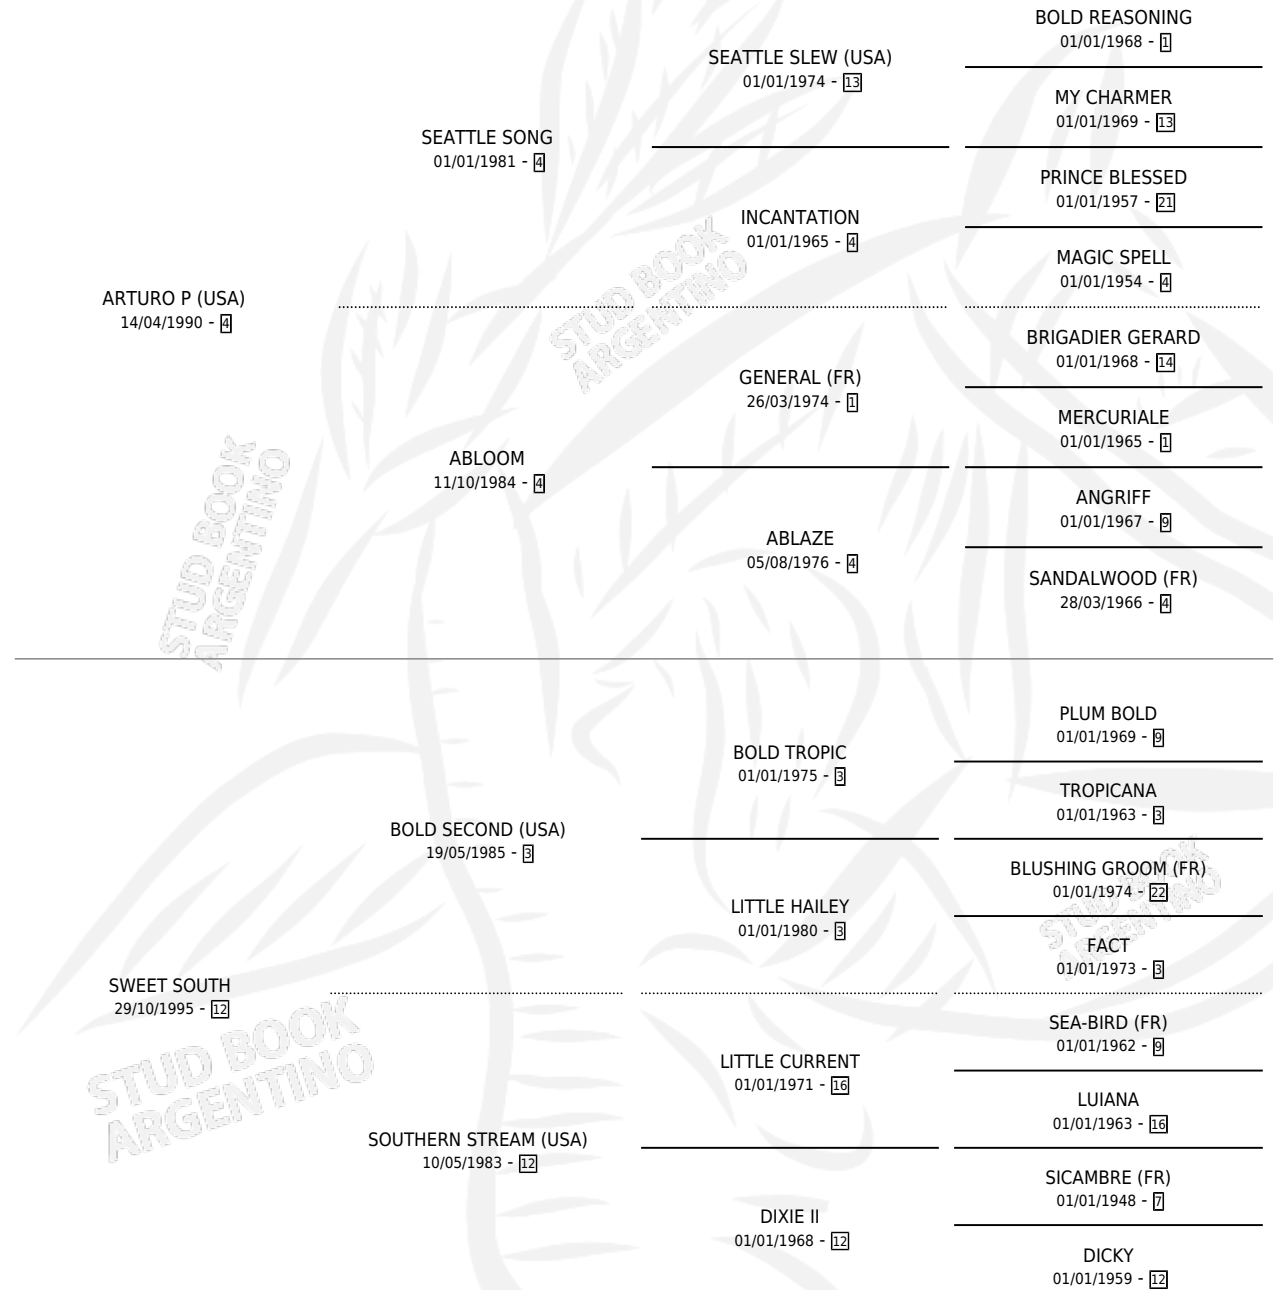 BOLD REASONING
01/01/1968 - 1
SEATTLE SLEW (USA)
01/01/1974 - 13
MY CHARMER
01/01/1969 - 13
SEATTLE SONG
01/01/1981 - 4
PRINCE BLESSED
01/01/1957 - 21
INCANTATION
01/01/1965 - 4
MAGIC SPELL
01/01/1954 - 4
ARTURO P (USA)
14/04/1990 - 4
STUD BOOK
ARGENTINO
BRIGADIER GERARD
01/01/1968 - 14
GENERAL (FR)
26/03/1974 - 1
MERCURIALE
01/01/1965 - 1
ABLOOM
11/10/1984 - 4
ANGRIFF
01/01/1967 - 9
ABLAZE
05/08/1976 - 4
SANDALWOOD (FR)
28/03/1966 - 4
STUD BOOK
ARGENTINO
PLUM BOLD
01/01/1969 - 9
BOLD TROPIC
01/01/1975 - 3
TROPICANA
01/01/1963 - 3
BOLD SECOND (USA)
19/05/1985 - 3
BLUSHING GROOM (FR)
01/01/1974 - 22
LITTLE HAILEY
01/01/1980 - 3
FACT
01/01/1973 - 3
STUD BOOK
ARGENTINO
SWEET SOUTH
29/10/1995 - 12
SEA-BIRD (FR)
01/01/1962 - 9
LITTLE CURRENT
01/01/1971 - 16
LUIANA
01/01/1963 - 16
STUD BOOK
ARGENTINO
SOUTHERN STREAM (USA)
10/05/1983 - 12
SICAMBRE (FR)
01/01/1948 - 7
DIXIE II
01/01/1968 - 12
DICKY
01/01/1959 - 12